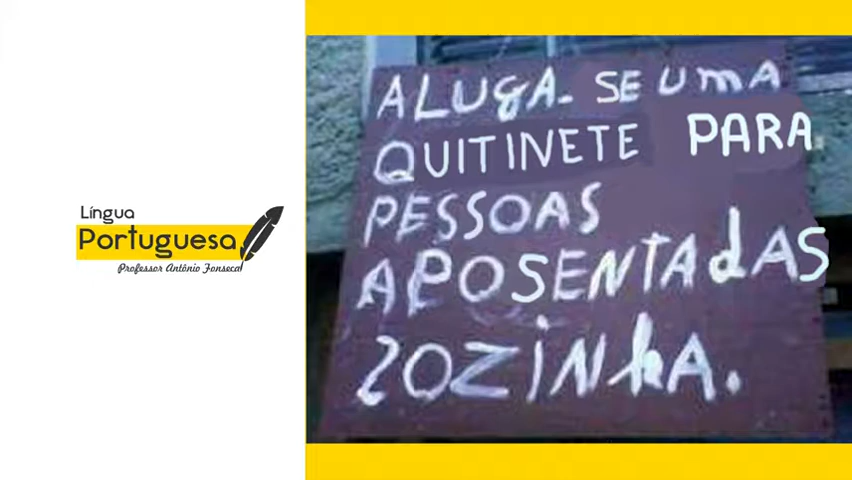 Língua
Portuguesa
Professor Antônio Fonseca
ALUGA-SE UMA
QUITINETE PARA
PESSOAS
APOSENTADAS
ZOZINHA.